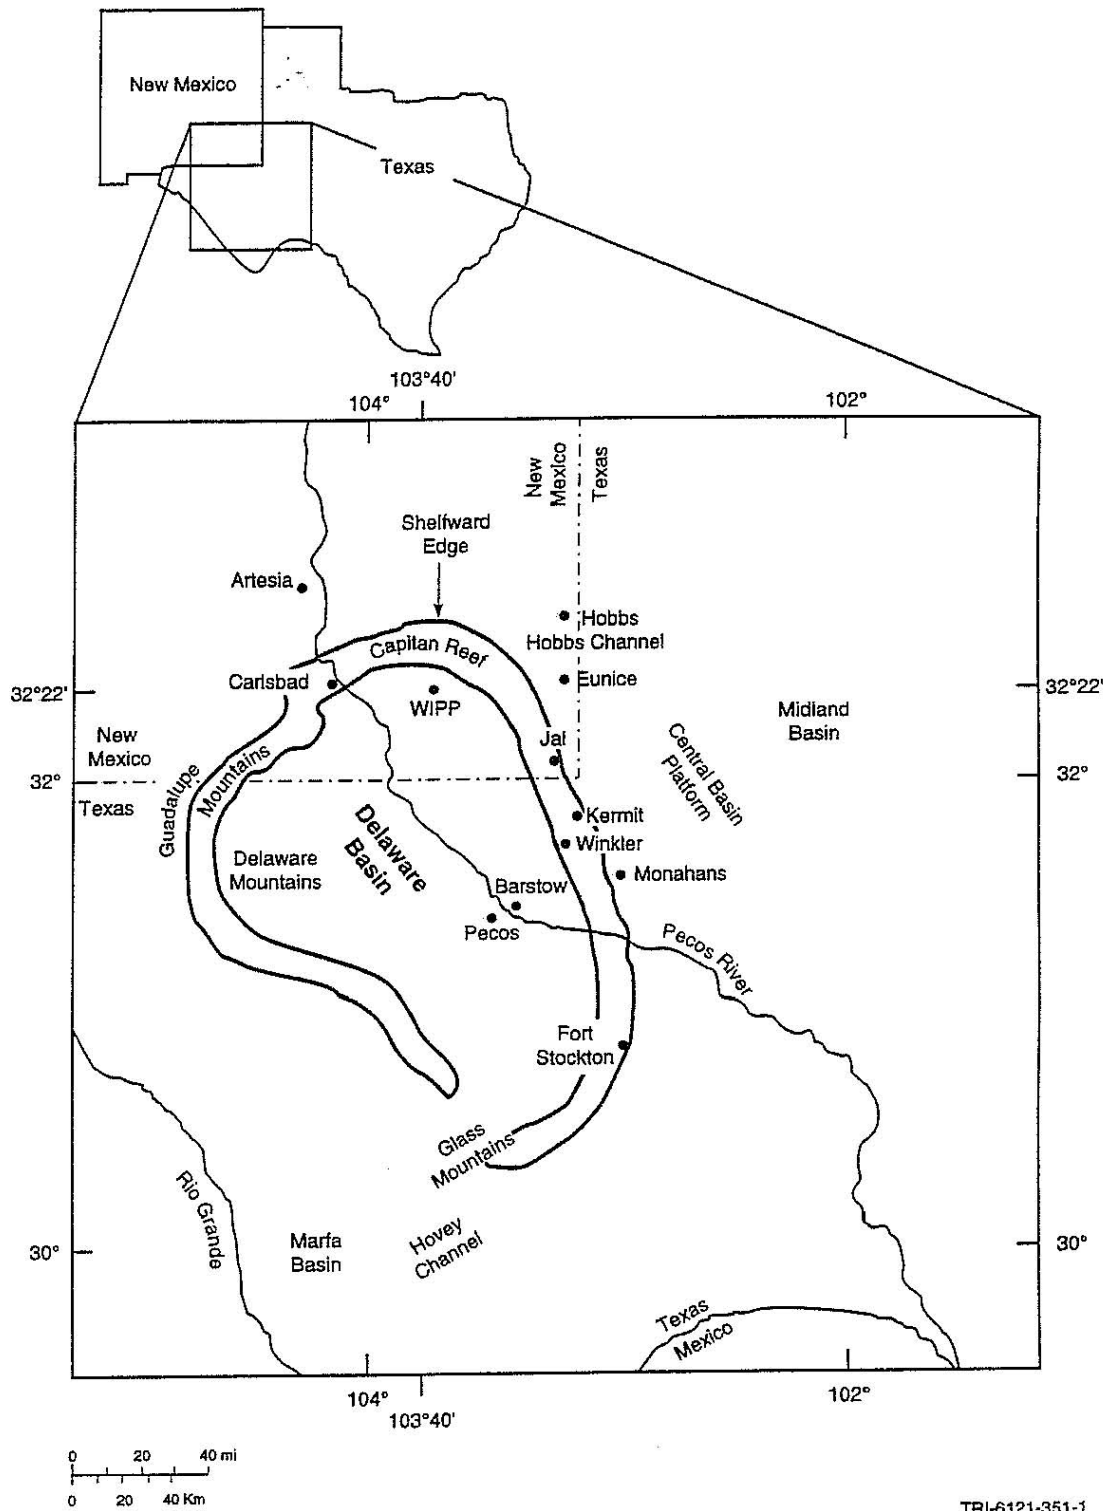 New Mexico
Texas
103°40'
104°
102°
New
Mexico
Texas
Shelfward
Edge
Artesia
Hobbs
Hobbs Channel
Capitan Reef
Carlsbad
Eunice
32°22'
32°22'
WIPP
Midland
Basin
New
Mexico
Jal
Central Basin
Platform
32°
32°
Texas
Guadalupe
Mountains
Kermit
Winkler
Delaware
Basin
Delaware
Mountains
Monahans
Barstow
Pecos
Pecos River
Fort
Stockton
Glass
Mountains
Rio Grande
Hovey
Channel
Marfa
Basin
30°
30°
Texas
Mexico
104°
102°
103°40'
0 20 40 mi
0 20 40 Km
TRI-6121-351-1